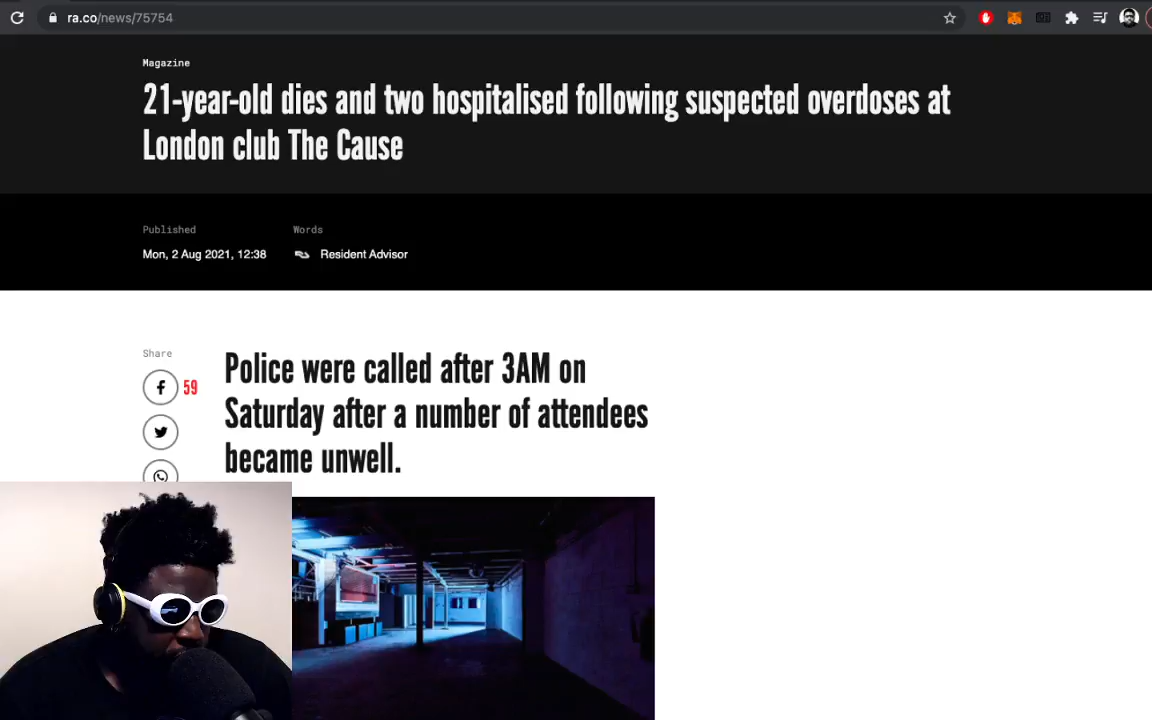 ra.co/news/75754
Magazine
21-year-old dies and two hospitalised following suspected overdoses at
London club The Cause
Published
Words
Mon, 2 Aug 2021, 12:38
Resident Advisor
Share
59
Police were called after 3AM on
Saturday after a number of attendees
became unwell.